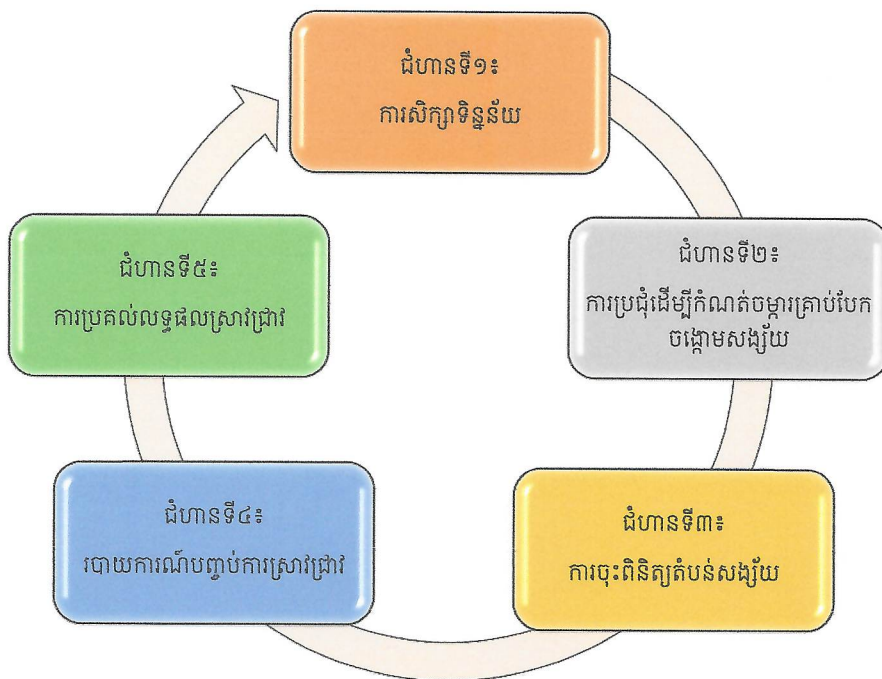 ជំហានទី១៖
ការសិក្សាទិន្នន័យ
ជំហានទី២៖
ការប្រជុំដើម្បីកំណត់ចម្ការគ្រាប់បែក
ចង្កោមសង្ស័យ
ជំហានទី៣៖
ការចុះពិនិត្យតំបន់សង្ស័យ
ជំហានទី៤៖
របាយការណ៍បញ្ចប់ការស្រាវជ្រាវ
ជំហានទី៥៖
ការប្រគល់លទ្ធផលស្រាវជ្រាវ